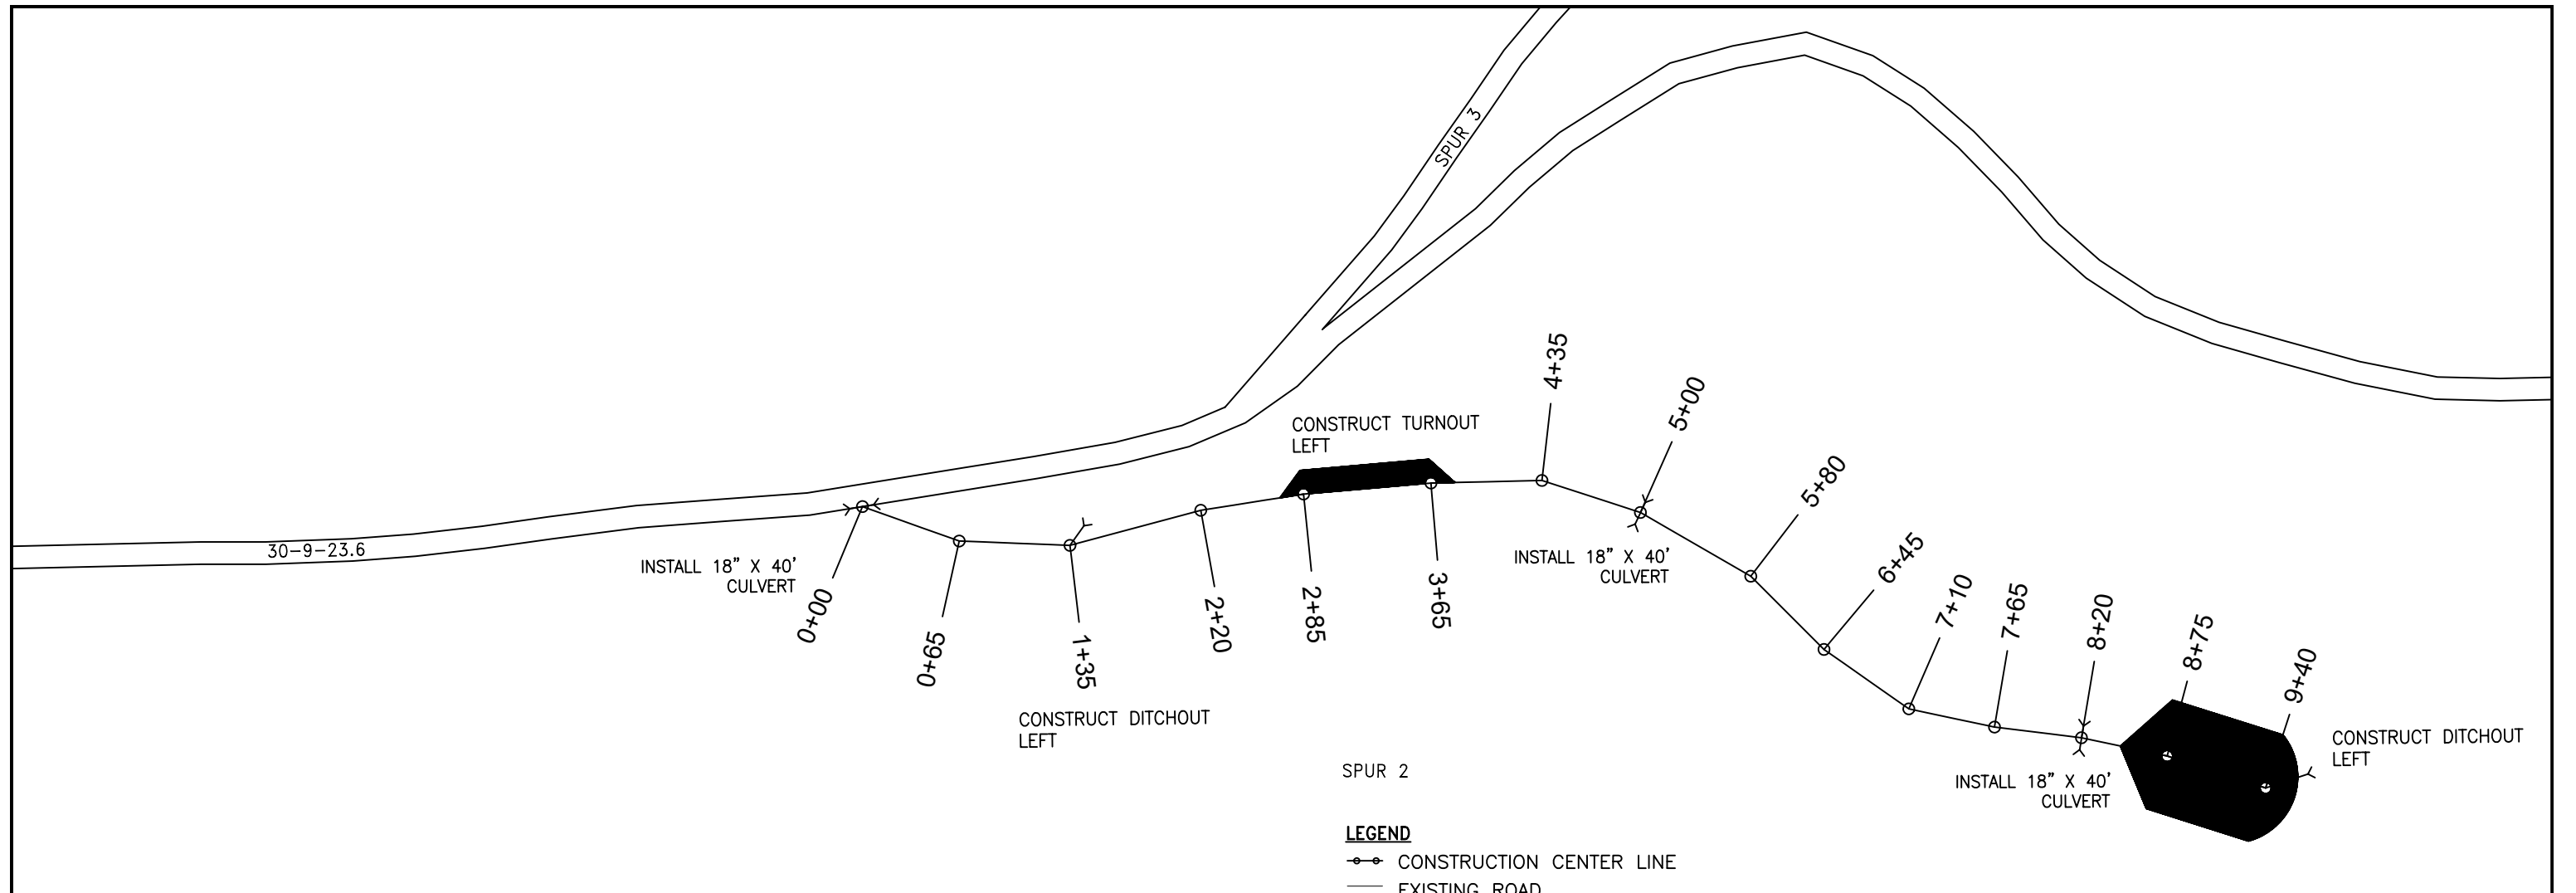 SPUR 3
30-9-23.6
CONSTRUCT TURNOUT
LEFT
4+35
5+00
5+80
6+45
7+10
7+65
8+20
8+75
9+40
INSTALL 18" X 40'
CULVERT
0+00
0+65
1+35
2+20
2+85
3+65
INSTALL 18" X 40'
CULVERT
CONSTRUCT DITCHOUT
LEFT
INSTALL 18" X 40'
CULVERT
CONSTRUCT DITCHOUT
LEFT
SPUR 2
LEGEND
CONSTRUCTION CENTER LINE
EXISTING ROAD